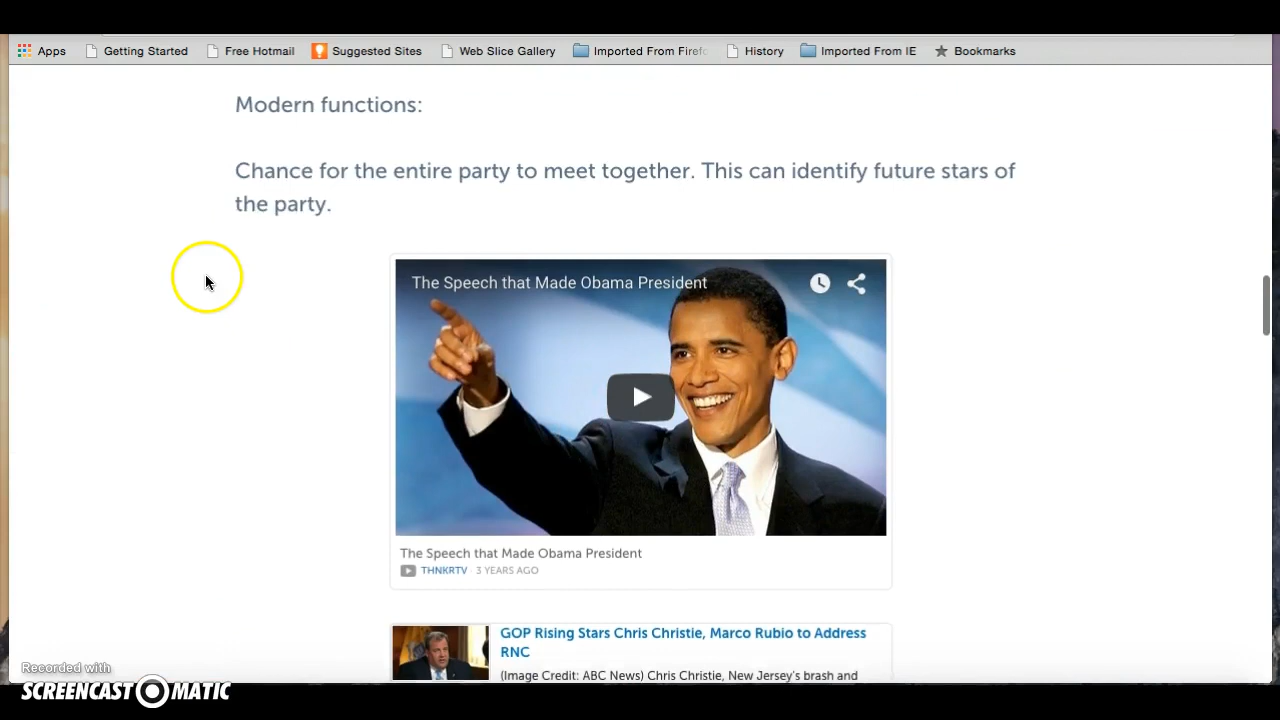 Apps Getting Started Free Hotmail Suggested Sites Web Slice Gallery Imported From Firefo History Imported From IE Bookmarks
Modern functions:
Chance for the entire party to meet together. This can identify future stars of
the party.
The Speech that Made Obama President
The Speech that Made Obama President
THNKRTV · 3 YEARS AGO
GOP Rising Stars Chris Christie, Marco Rubio to Address
RNC
(Image Credit: ABC News) Chris Christie, New Jersey's brash and
Recorded with
SCREENCAST-O-MATIC